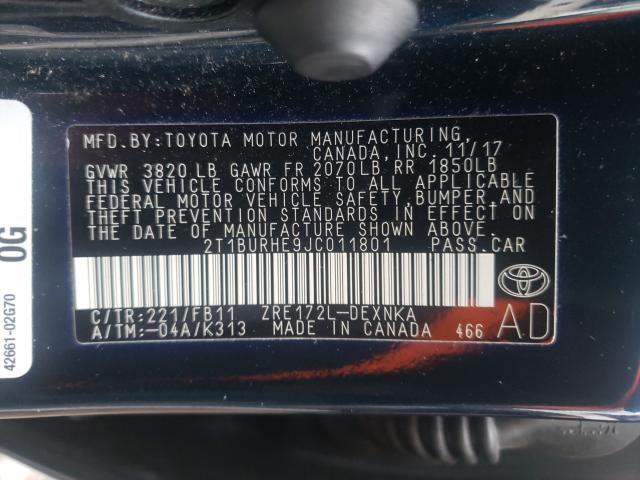 MFD.BY:TOYOTA MOTOR MANUFACTURING,
CANADA,INC. 11/17
GVWR 3820LB GAWR FR 2070LB RR 1850LB
THIS VEHICLE CONFORMS TO ALL APPLICABLE
FEDERAL MOTOR VEHICLE SAFETY,BUMPER,AND
THEFT PREVENTION STANDARDS IN EFFECT ON
THE DATE OF MANUFACTURE SHOWN ABOVE.
2T1BURHE9JC011801 PASS.CAR
C/TR:221/FB11 ZRE172L-DEXNKA
A/TM:-04A/K313 MADE IN CANADA 466 AD
0G
42661-02G70